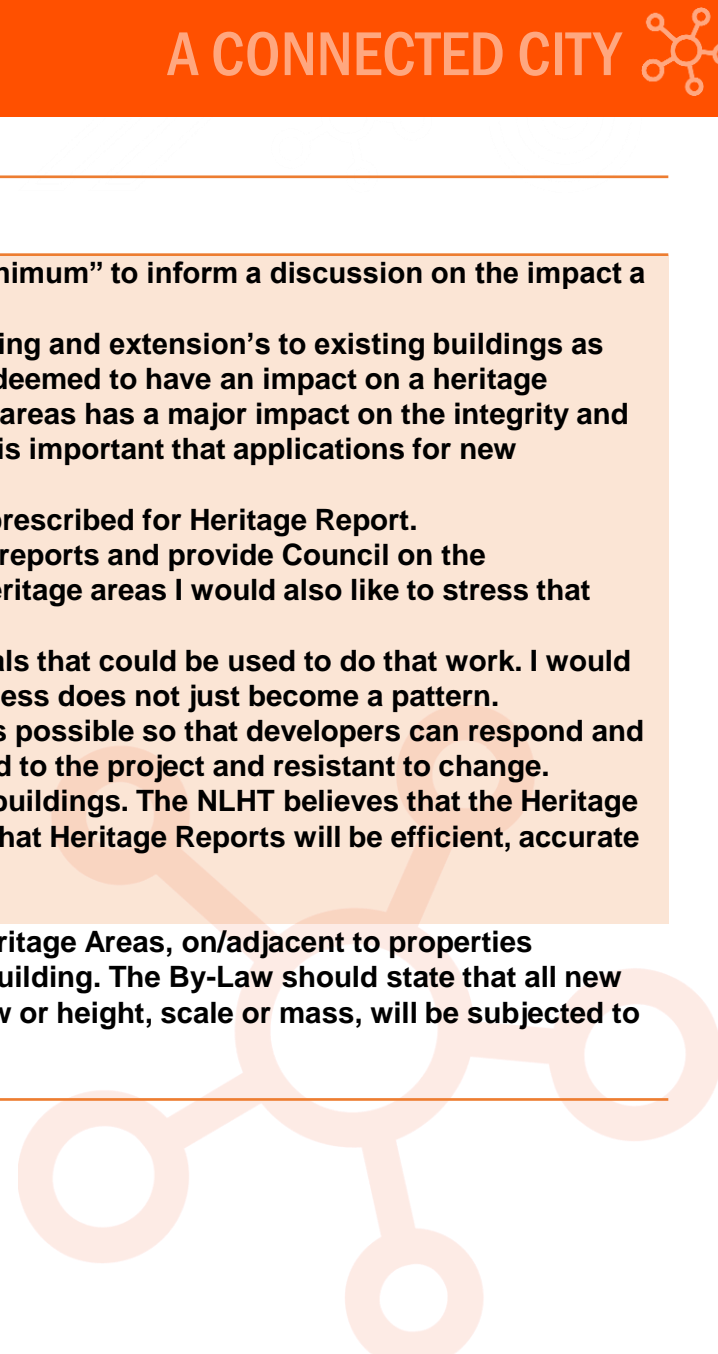 A CONNECTED CITY
nimum” to inform a discussion on the impact a
ing and extension’s to existing buildings as
deemed to have an impact on a heritage
areas has a major impact on the integrity and
is important that applications for new
prescribed for Heritage Report.
reports and provide Council on the
eritage areas I would also like to stress that
als that could be used to do that work. I would
ess does not just become a pattern.
s possible so that developers can respond and
d to the project and resistant to change.
buildings. The NLHT believes that the Heritage
hat Heritage Reports will be efficient, accurate
ritage Areas, on/adjacent to properties
uilding. The By-Law should state that all new
w or height, scale or mass, will be subjected to